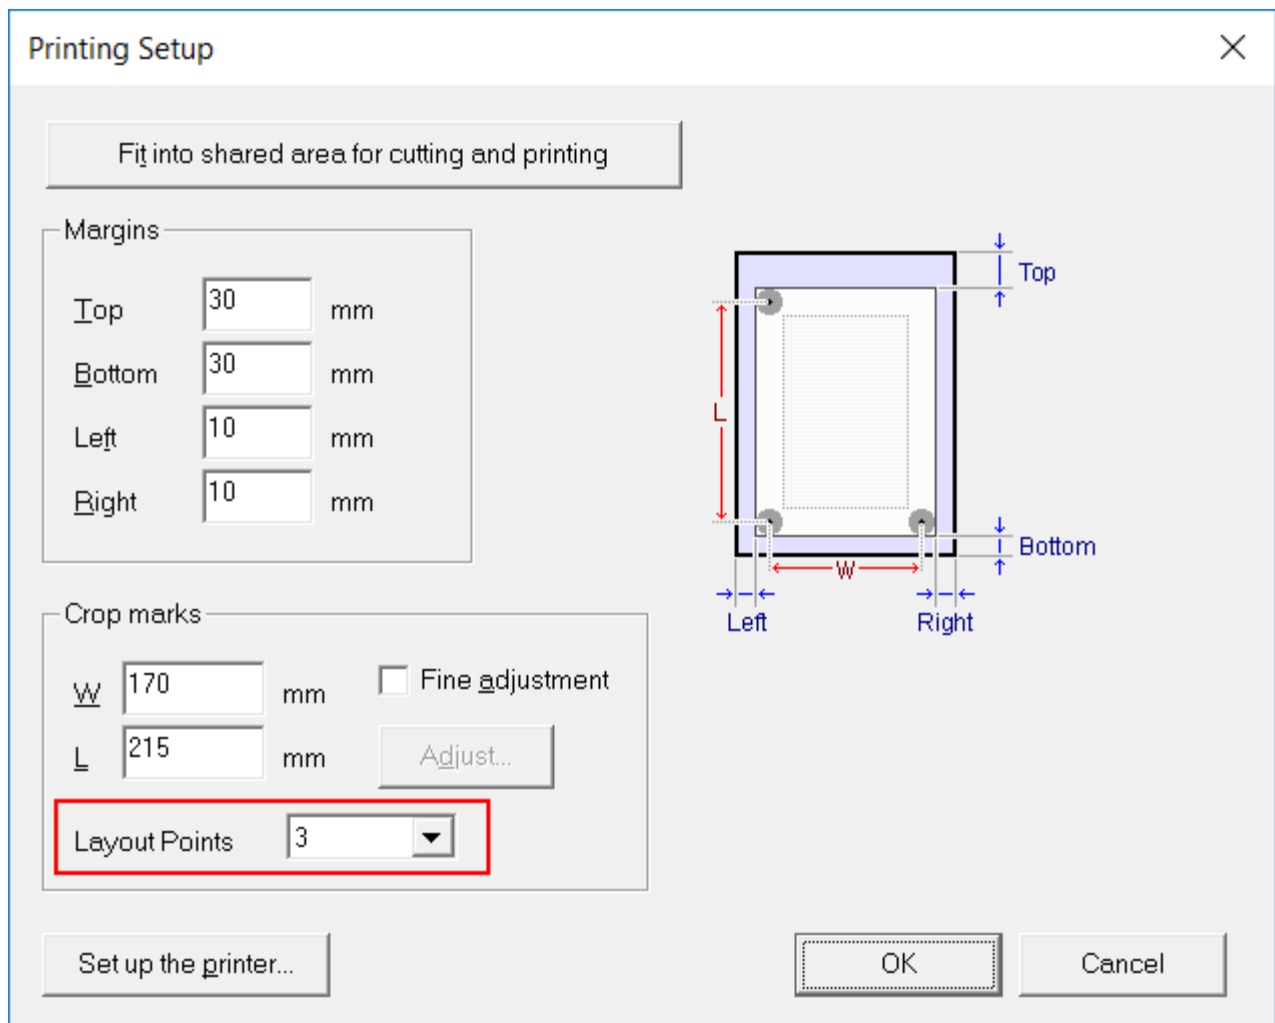 Printing Setup
Fit into shared area for cutting and printing
Margins
Top 30 mm
Bottom 30 mm
Left 10 mm
Right 10 mm
Top
L
W
Bottom
Left Right
Crop marks
W 170 mm Fine adjustment
L 215 mm Adjust...
Layout Points 3
Set up the printer... OK Cancel